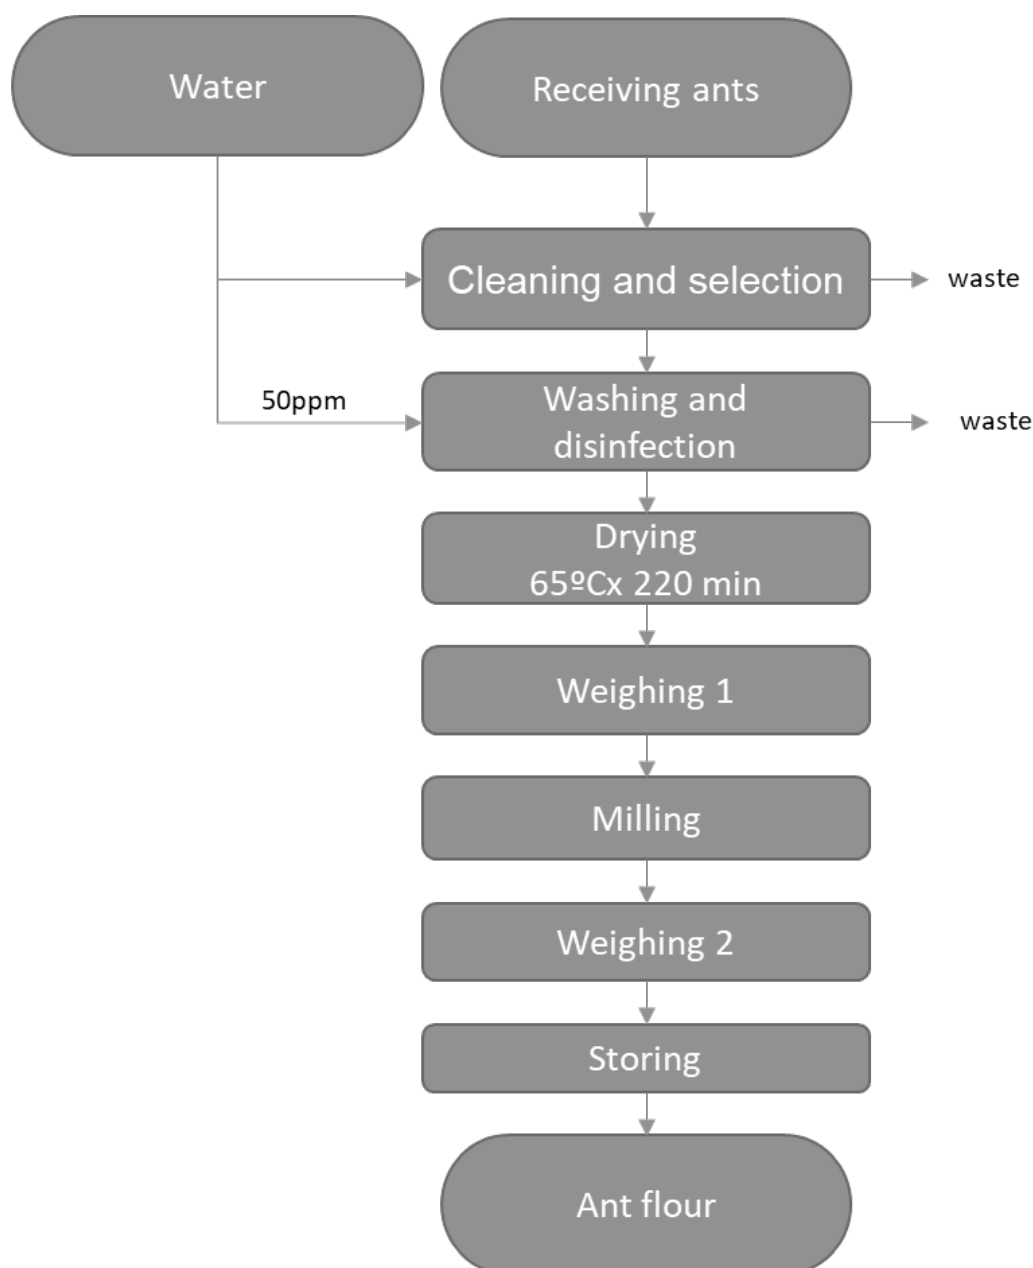 Water
Receiving ants
Cleaning and selection
waste
50ppm
Washing and
disinfection
waste
Drying
65ºCx 220 min
Weighing 1
Milling
Weighing 2
Storing
Ant flour